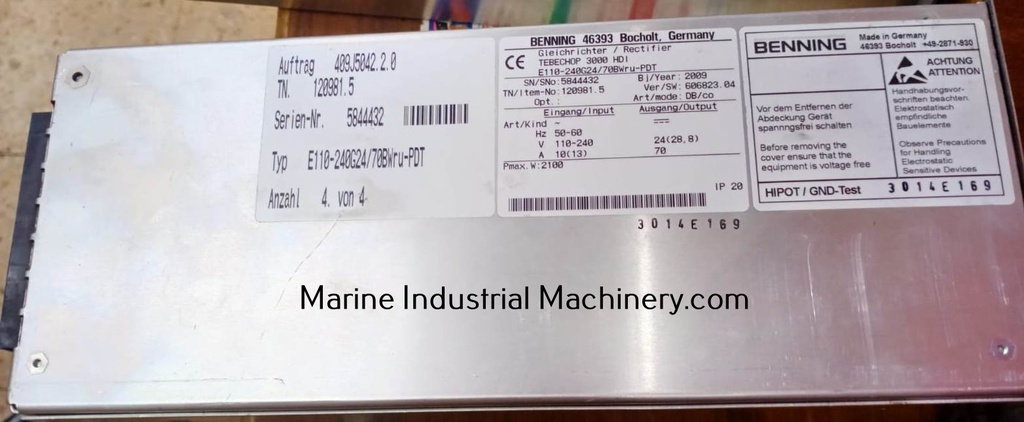 Auftrag 409J5042.2.0
TN. 120981.5
Serien-Nr. 5844432
Typ E110-240G24/70BWru-PDT
Anzahl 4. von 4
BENNING 46393 Bocholt, Germany
CE Gleichrichter / Rectifier
TEBECHOP 3000 HDI
E110-240G24/70BWru-PDT
SN/SNo: 5844432 Bj/Year: 2009
TN/Item-No: 120981.5 Ver/SW: 606823.04
Opt.: Art/mode: DB/co
Eingang/Input Ausgang/Output
Art/Kind ~
Hz 50-60
V 110-240 24(28,8)
A 10(13) 70
Pmax. W: 2100
IP 20
3014E169
BENNING
Made in Germany
46393 Bocholt +49-2871-930
ACHTUNG
ATTENTION
Handhabungsvor-
schriften beachten
Elektrostatisch
empfindliche
Bauelemente
Vor dem Entfernen der
Abdeckung Gerät
spannngsfrei schalten
Before removing the
cover ensure that the
equipment is voltage free
Observe Precautions
for Handling
Electrostatic
Sensitive Devices
HIPOT / GND-Test 3014E169
Marine Industrial Machinery.com